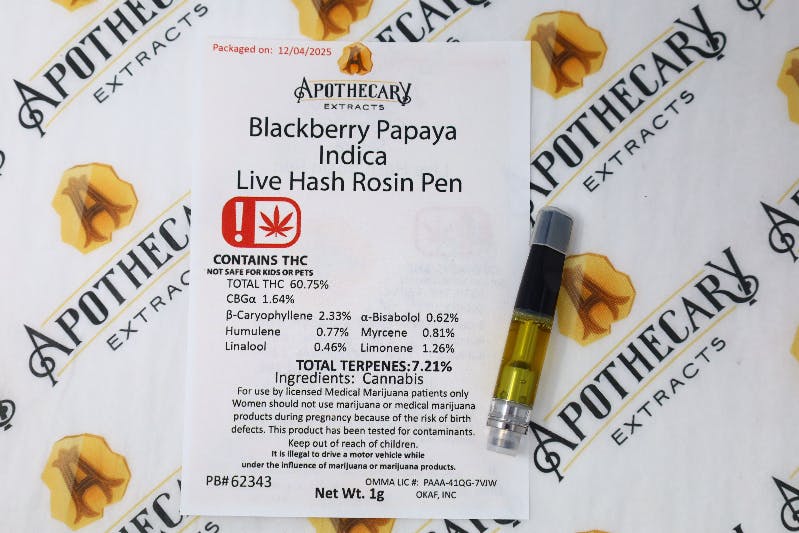 Packaged on: 12/04/2025
APOTHECARY
EXTRACTS
Blackberry Papaya
Indica
Live Hash Rosin Pen
!
CONTAINS THC
NOT SAFE FOR KIDS OR PETS
TOTAL THC 60.75%
CBGα 1.64%
β-Caryophyllene 2.33% α-Bisabolol 0.62%
Humulene 0.77% Myrcene 0.81%
Linalool 0.46% Limonene 1.26%
TOTAL TERPENES:7.21%
Ingredients: Cannabis
For use by licensed Medical Marijuana patients only
Women should not use marijuana or medical marijuana
products during pregnancy because of the risk of birth
defects. This product has been tested for contaminants.
Keep out of reach of children.
It is illegal to drive a motor vehicle while
under the influence of marijuana or marijuana products.
PB# 62343
OMMA LIC #: PAAA-41QG-7VJW
Net Wt. 1g
OKAF, INC
APOTHECARY
EXTRACTS
APOTHECARY
EXTRACTS
APOTHECARY
EXTRACTS
APOTHECARY
EXTRACTS